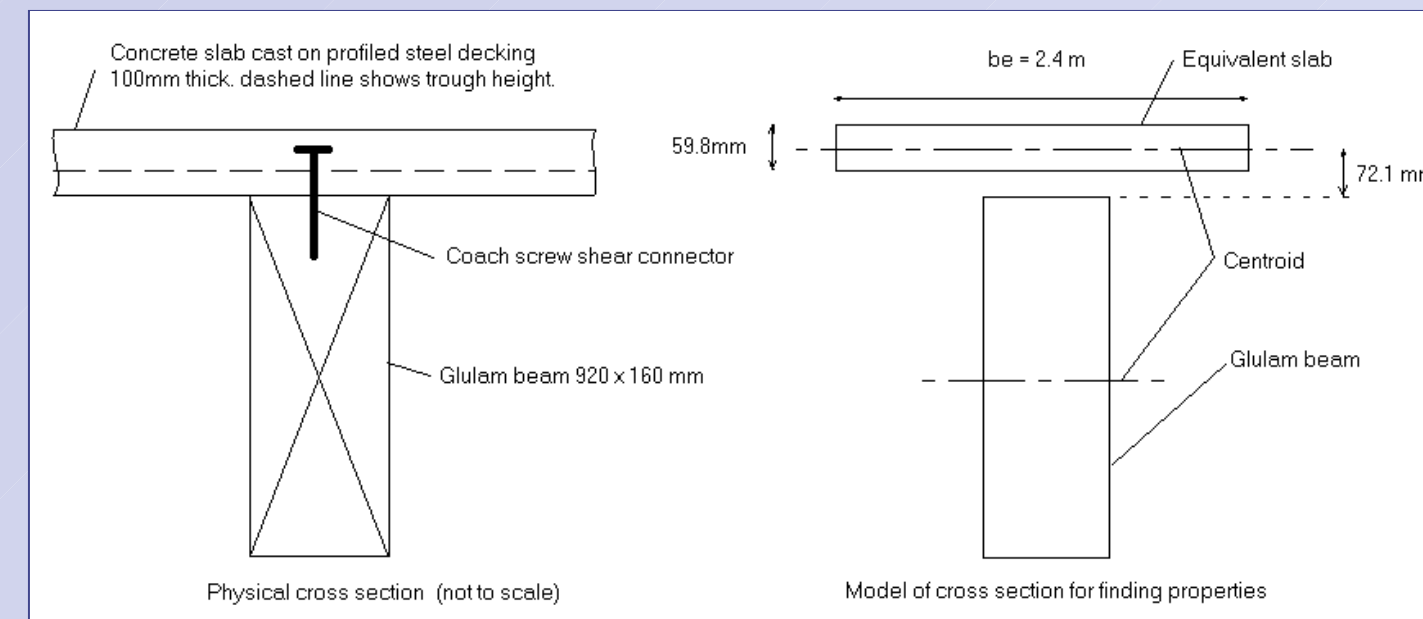 Concrete slab cast on profiled steel decking
100mm thick. dashed line shows trough height.
be = 2.4 m
Equivalent slab
59.8mm
72.1 m
Coach screw shear connector
Centroid
Glulam beam 920 x 160 mm
Glulam beam
Physical cross section (not to scale)
Model of cross section for finding properties